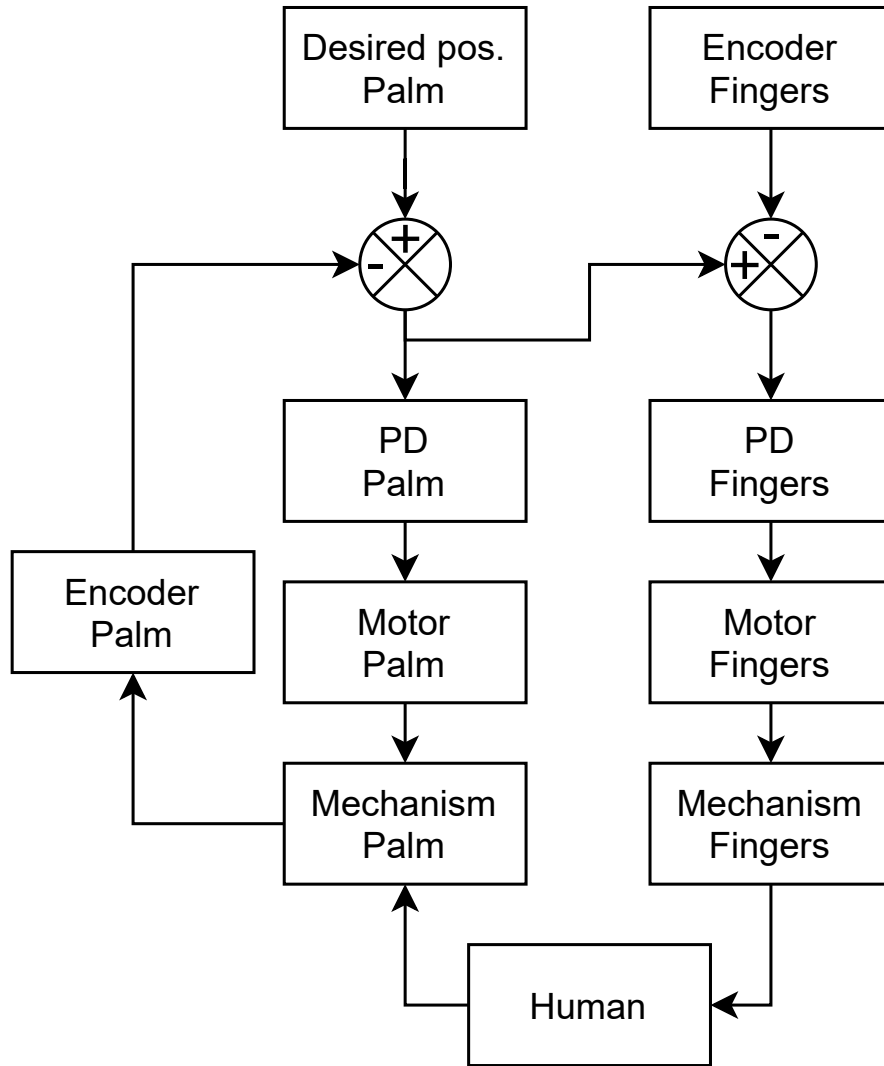 Desired pos.
Palm
Encoder
Fingers
+
-
-
+
PD
Palm
PD
Fingers
Encoder
Palm
Motor
Palm
Motor
Fingers
Mechanism
Palm
Mechanism
Fingers
Human